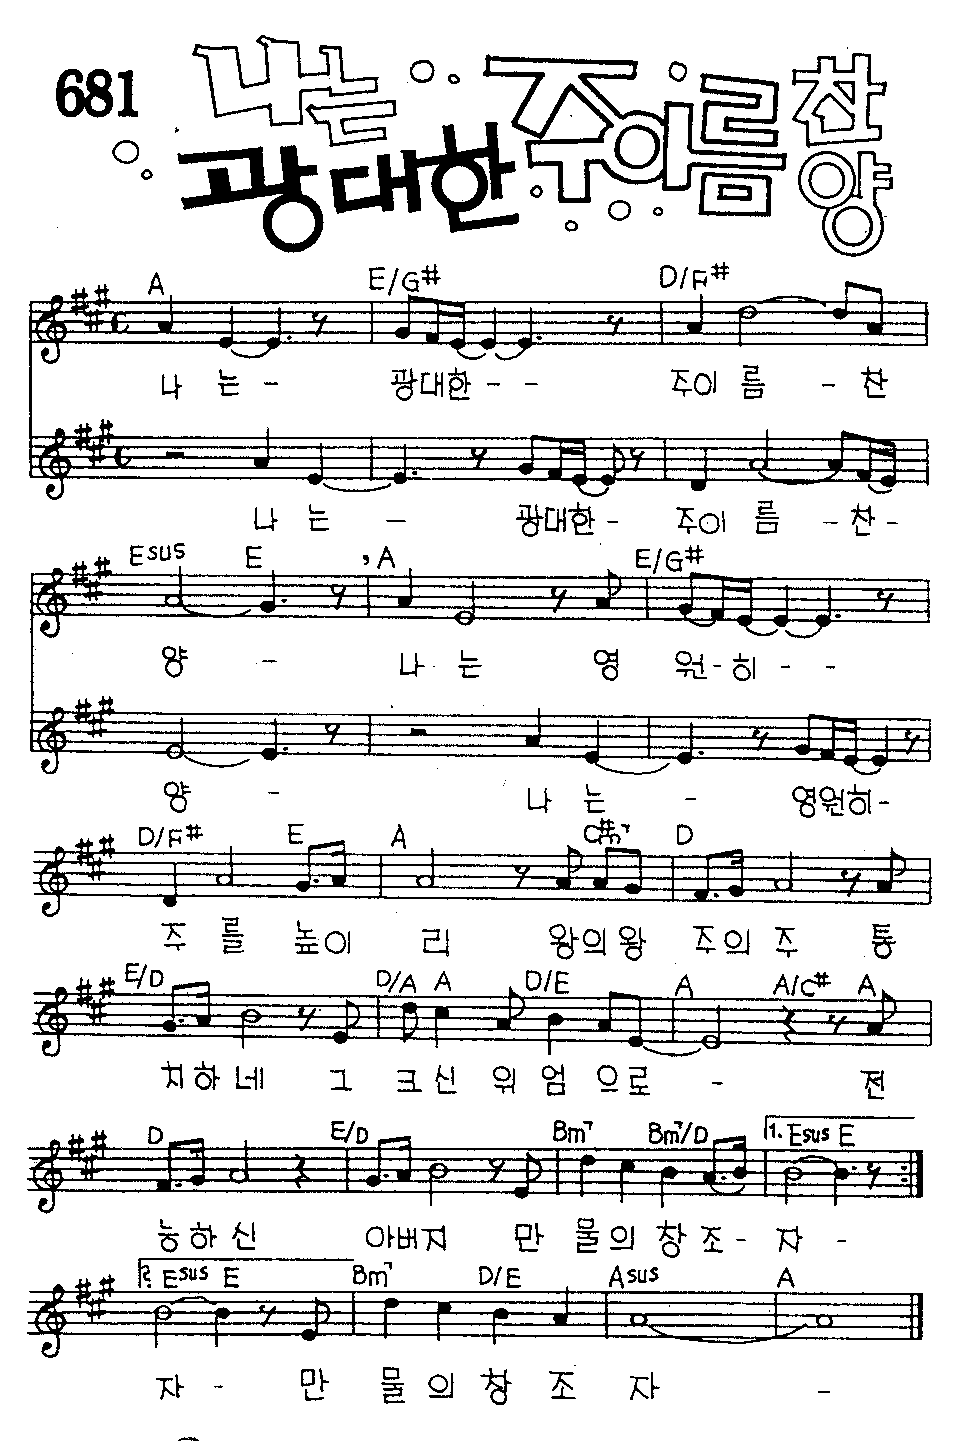 681
나는 주이름 찬양
광대한
A E/G# D/F#
나 는 - 광대한 - - 주이 름 - 찬
나 는 - 광대한 - 주이 름 - 찬 -
Esus E , A E/G#
양 - 나 는 영 원 - 히 - -
양 - 나 는 - 영원히 -
D/F# E A C#m7 D
주 를 높이 리 왕의왕 주의 주 통
E/D D/A A D/E A A/C# A
치하네 그 크신 위 엄 으로 - 전
D E/D Bm7 Bm7/D 1. Esus E
능하신 아버지 만 물의 창 조 - 자 -
2. Esus E Bm7 D/E Asus A
자 - 만 물 의 창 조 자 -